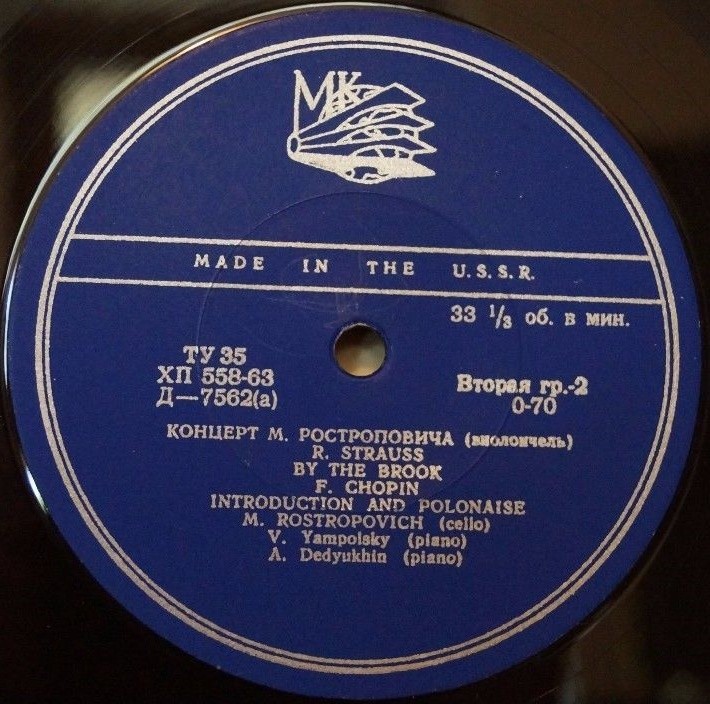 МК
MADE IN THE U.S.S.R.
33 1/3 об. в мин.
ТУ 35
ХП 558-63
Д—7562(а)
Вторая гр.-2
0-70
КОНЦЕРТ М. РОСТРОПОВИЧА (виолончель)
R. STRAUSS
BY THE BROOK
F. CHOPIN
INTRODUCTION AND POLONAISE
M. ROSTROPOVICH (cello)
V. Yampolsky (piano)
A. Dedyukhin (piano)